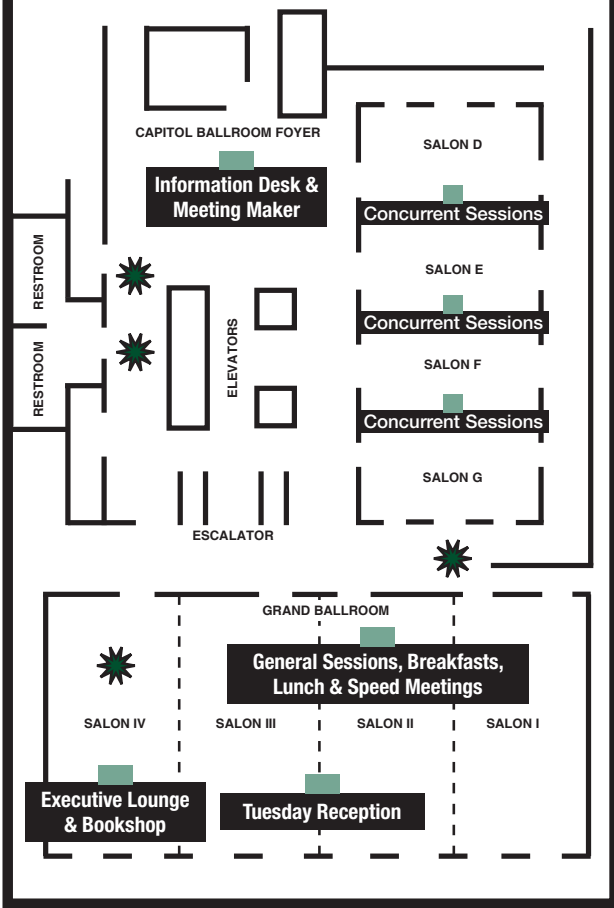 CAPITOL BALLROOM FOYER
SALON D
Information Desk &
Meeting Maker
Concurrent Sessions
RESTROOM
SALON E
Concurrent Sessions
ELEVATORS
RESTROOM
SALON F
Concurrent Sessions
SALON G
ESCALATOR
GRAND BALLROOM
General Sessions, Breakfasts,
Lunch & Speed Meetings
SALON IV
SALON III
SALON II
SALON I
Executive Lounge
& Bookshop
Tuesday Reception